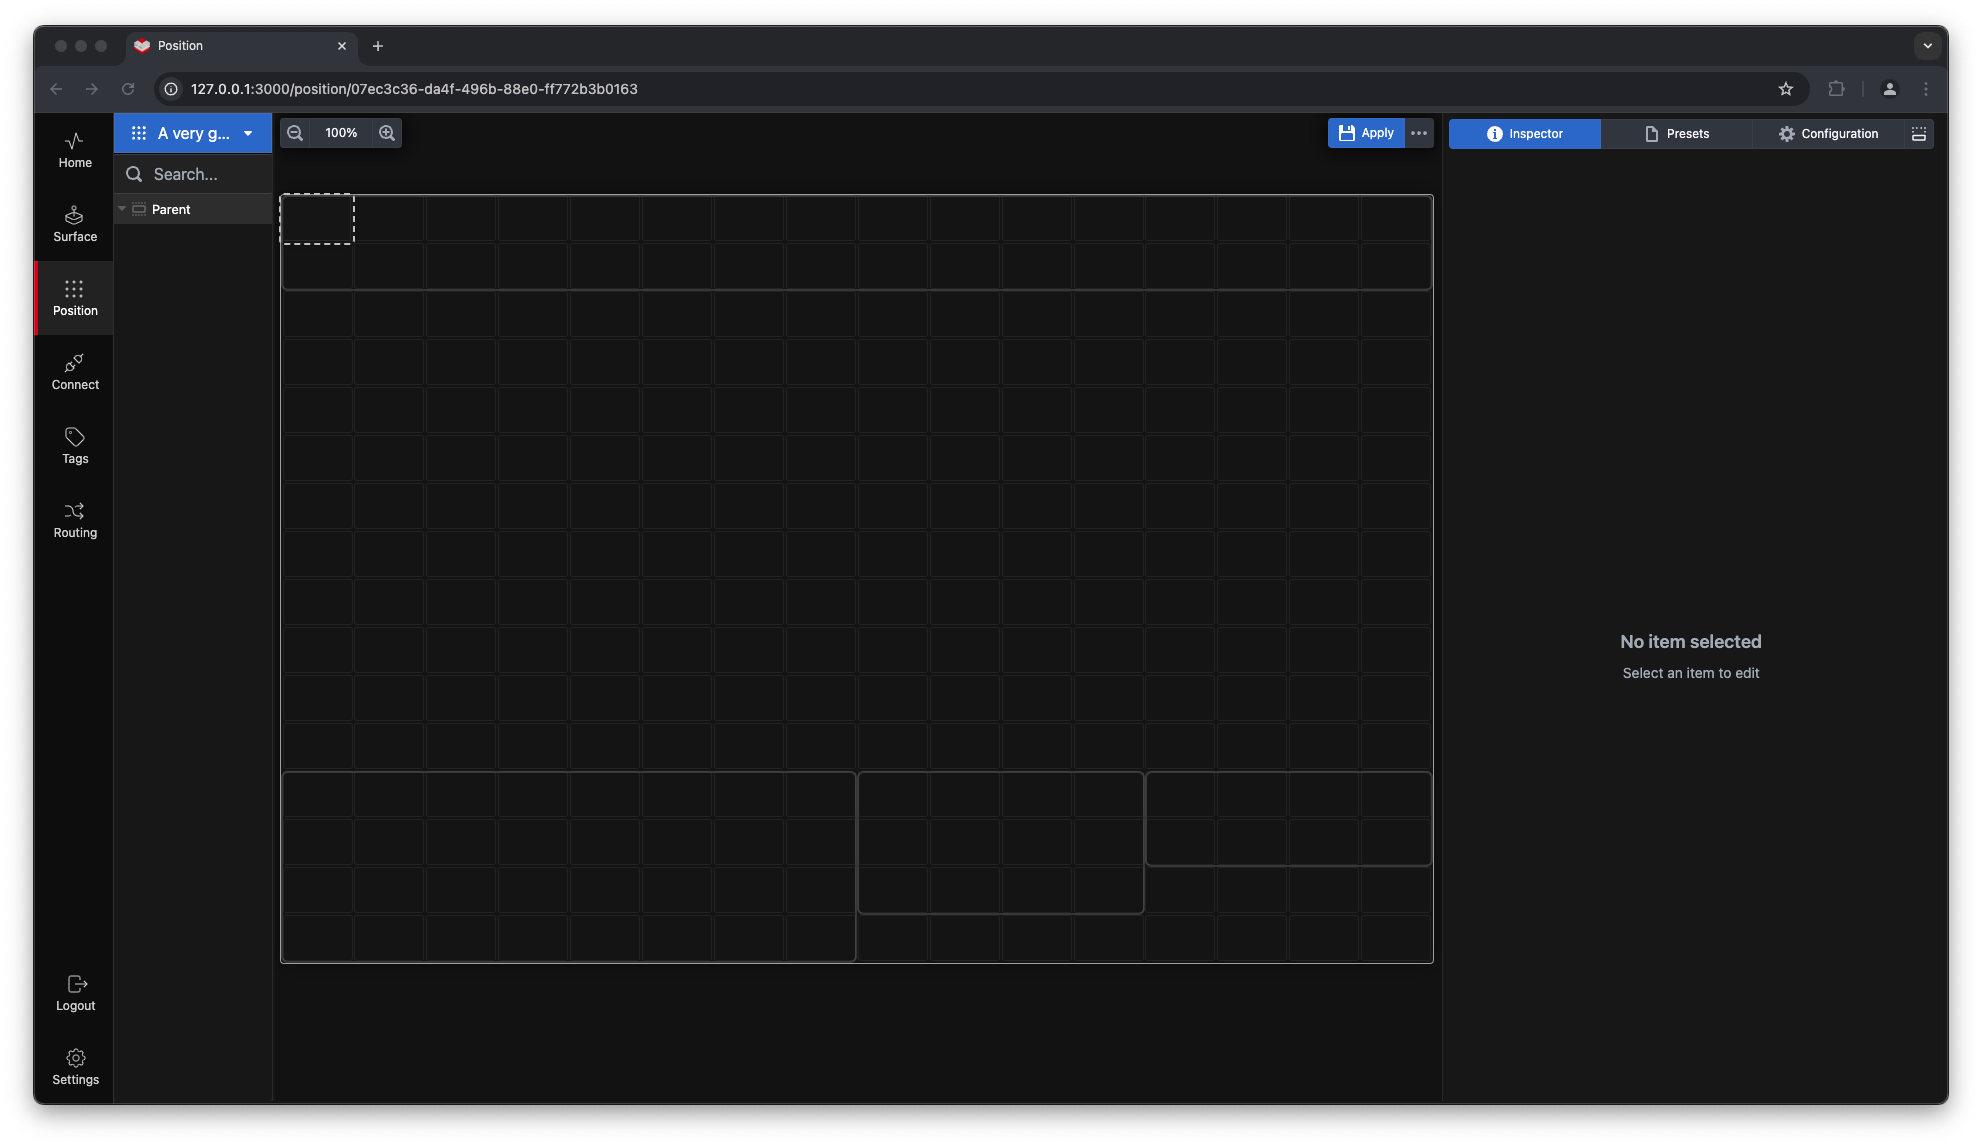 Position
127.0.0.1:3000/position/07ec3c36-da4f-496b-88e0-ff772b3b0163
Home
Surface
Position
Connect
Tags
Routing
Logout
Settings
A very g...
Search...
Parent
100%
Apply
Inspector
Presets
Configuration
No item selected
Select an item to edit